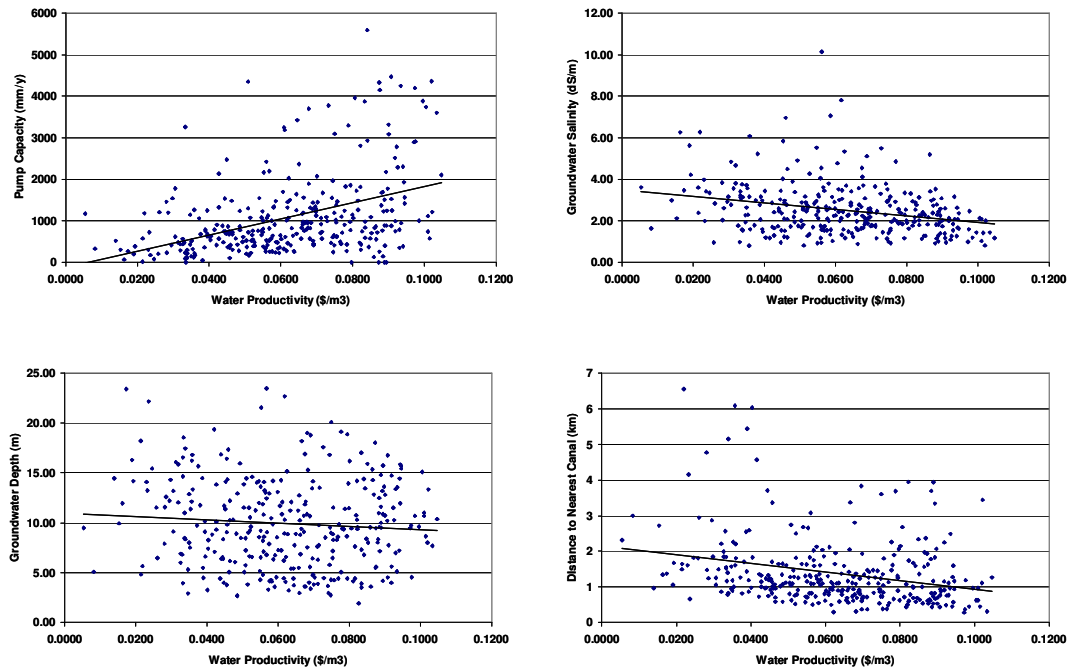 6000
5000
4000
3000
2000
1000
0
Pump Capacity (mm/y)
0.0000 0.0200 0.0400 0.0600 0.0800 0.1000 0.1200
Water Productivity ($/m3)
12.00
10.00
8.00
6.00
4.00
2.00
0.00
Groundwater Salinity (dS/m)
0.0000 0.0200 0.0400 0.0600 0.0800 0.1000 0.1200
Water Productivity ($/m3)
25.00
20.00
15.00
10.00
5.00
0.00
Groundwater Depth (m)
0.0000 0.0200 0.0400 0.0600 0.0800 0.1000 0.1200
Water Productivity ($/m3)
7
6
5
4
3
2
1
0
Distance to Nearest Canal (km)
0.0000 0.0200 0.0400 0.0600 0.0800 0.1000 0.1200
Water Productivity ($/m3)